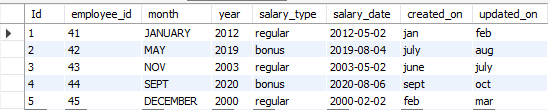 Id employee_id month year salary_type salary_date created_on updated_on
1 41 JANUARY 2012 regular 2012-05-02 jan feb
2 42 MAY 2019 bonus 2019-08-04 july aug
3 43 NOV 2003 regular 2003-05-02 june july
4 44 SEPT 2020 bonus 2020-08-06 sept oct
5 45 DECEMBER 2000 regular 2000-02-02 feb mar